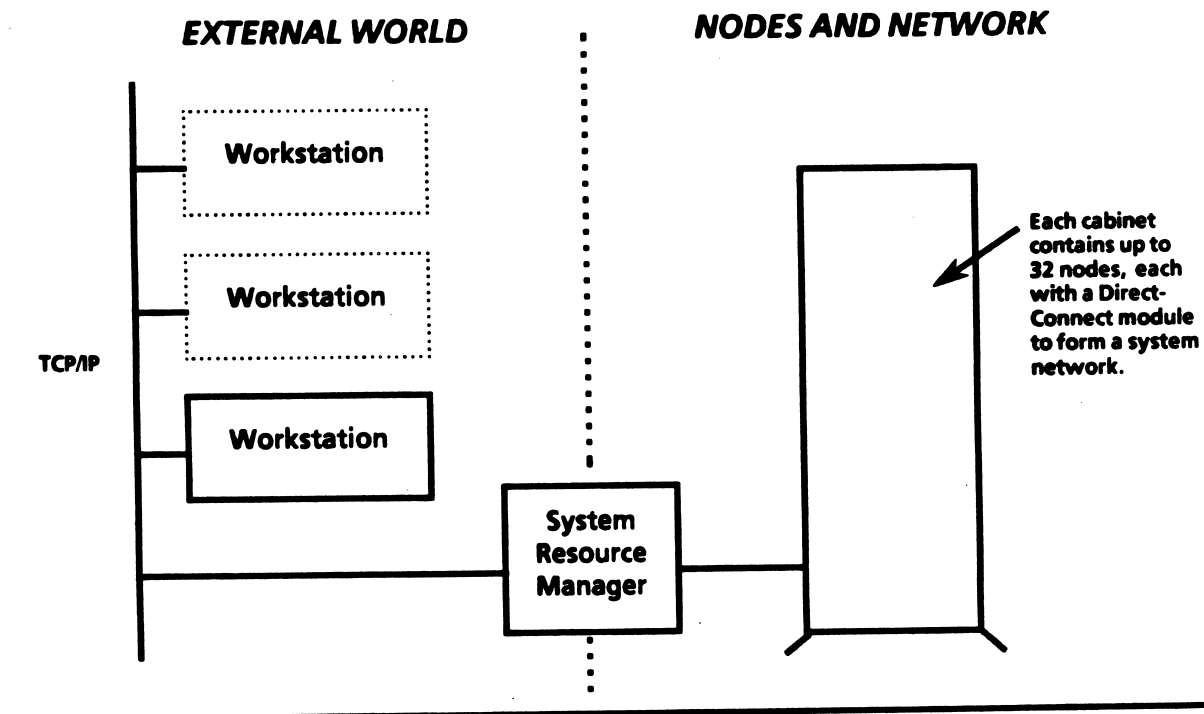 EXTERNAL WORLD
NODES AND NETWORK
Workstation
Workstation
TCP/IP
Workstation
System
Resource
Manager
Each cabinet
contains up to
32 nodes, each
with a Direct-
Connect module
to form a system
network.